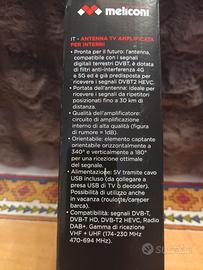 meliconi
IT - ANTENNA TV AMPLIFICATA
PER INTERNI
• Pronta per il futuro: l'antenna,
compatibile con i segnali
digitali terrestri DVBT, è dotata
di filtri anti-interferenza 4G
e 5G ed è già predisposta per
ricevere i segnali DVBT2 HEVC
• Portata dell'antenna: ideale per
ricevere i segnali da ripetitori
posizionati fino a 30 km di
distanza.
• Qualità dell'amplificatore:
circuito di amplificazione
interno di alta qualità (figura
di rumore = 1dB).
• Orientabile: elemento captante
orientabile orizzontalmente a
340° e verticalmente a 180°
per una ricezione ottimale
del segnale.
• Alimentazione: 5V tramite cavo
USB incluso (da collegare a
presa USB di TV o decoder).
Possibilità di utilizzo anche
in vacanza (roulotte/camper
barca).
• Compatibilità: segnali DVB-T,
DVB-T HD, DVB-T2 HEVC, Radio
DAB+. Gamma di ricezione
VHF + UHF (174-230 MHz
470-694 MHz).
subito